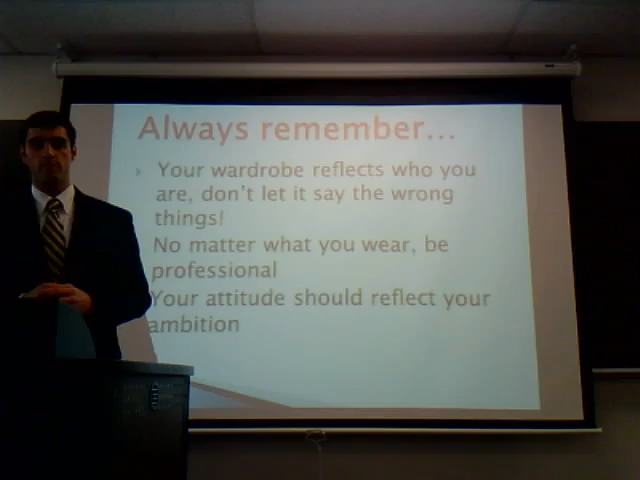 Always remember...
Your wardrobe reflects who you
are, don't let it say the wrong
things!
No matter what you wear, be
professional
Your attitude should reflect your
ambition